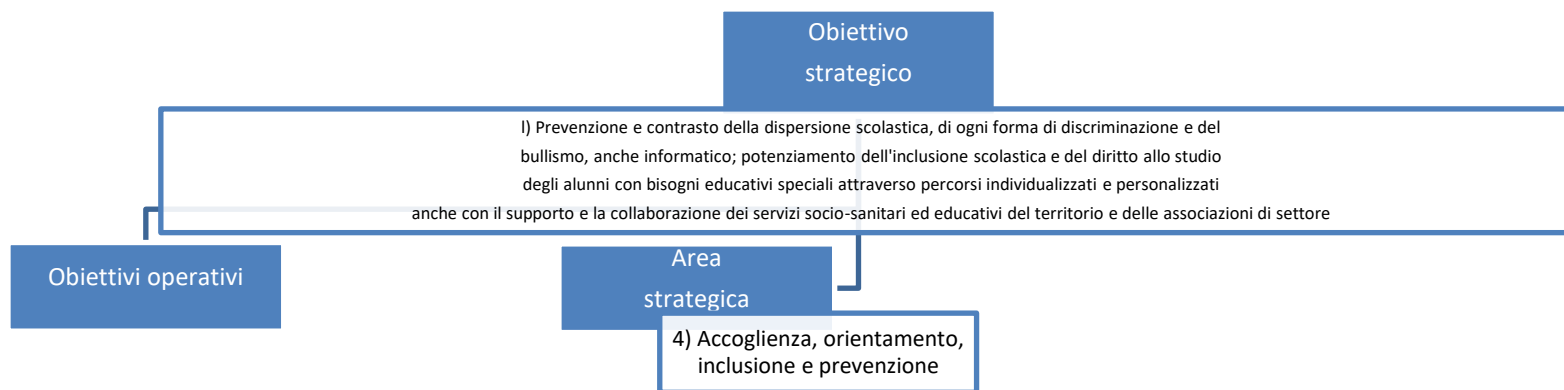 Obiettivo
strategico
l) Prevenzione e contrasto della dispersione scolastica, di ogni forma di discriminazione e del
bullismo, anche informatico; potenziamento dell'inclusione scolastica e del diritto allo studio
degli alunni con bisogni educativi speciali attraverso percorsi individualizzati e personalizzati
anche con il supporto e la collaborazione dei servizi socio-sanitari ed educativi del territorio e delle associazioni di settore
Obiettivi operativi
Area
strategica
4) Accoglienza, orientamento,
inclusione e prevenzione